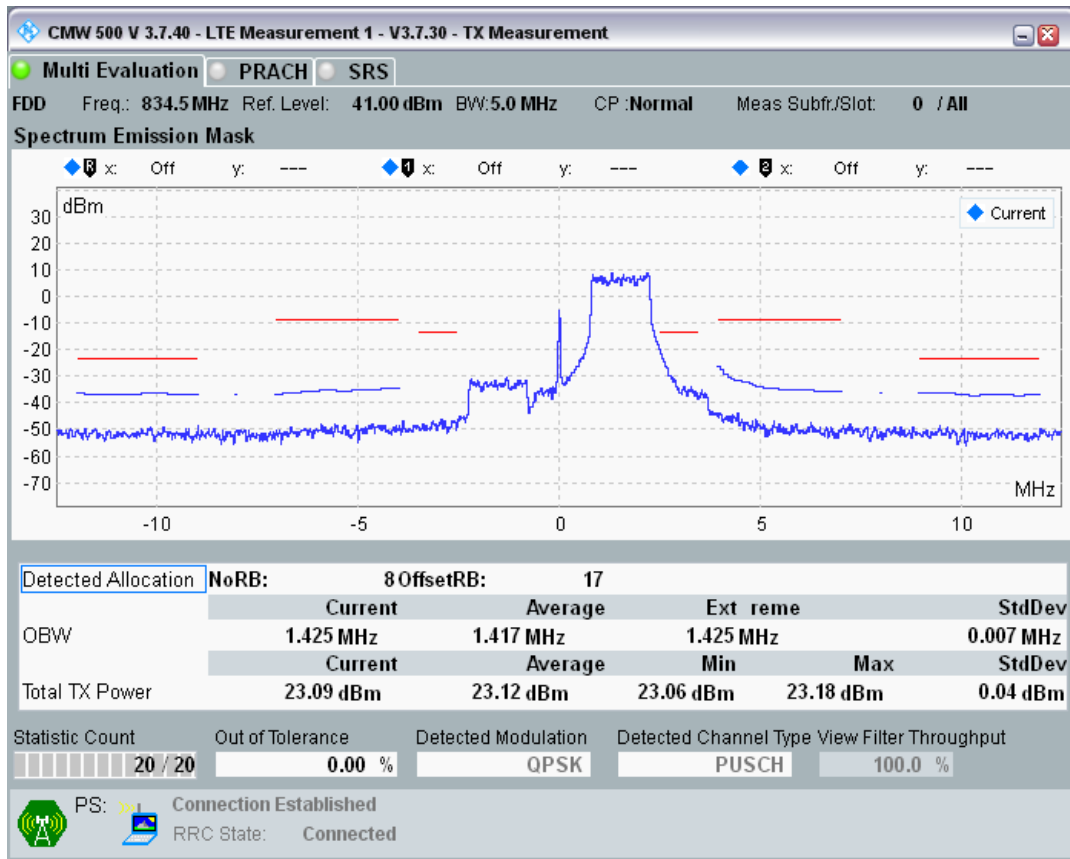 CMW 500 V 3.7.40 - LTE Measurement 1 - V3.7.30 - TX Measurement
Multi Evaluation PRACH SRS
FDD Freq.: 834.5 MHz Ref. Level: 41.00 dBm BW:5.0 MHz CP :Normal Meas Subfr./Slot: 0 / All
Spectrum Emission Mask
R x: Off y: --- 1 x: Off y: --- 2 x: Off y: ---
dBm
Current
30
20
10
0
-10
-20
-30
-40
-50
-60
-70
MHz
-10 -5 0 5 10
Detected Allocation NoRB: 8 OffsetRB: 17
Current Average Ext reme StdDev
OBW 1.425 MHz 1.417 MHz 1.425 MHz 0.007 MHz
Current Average Min Max StdDev
Total TX Power 23.09 dBm 23.12 dBm 23.06 dBm 23.18 dBm 0.04 dBm
Statistic Count Out of Tolerance Detected Modulation Detected Channel Type View Filter Throughput
20 / 20 0.00 % QPSK PUSCH 100.0 %
PS: Connection Established
RRC State: Connected